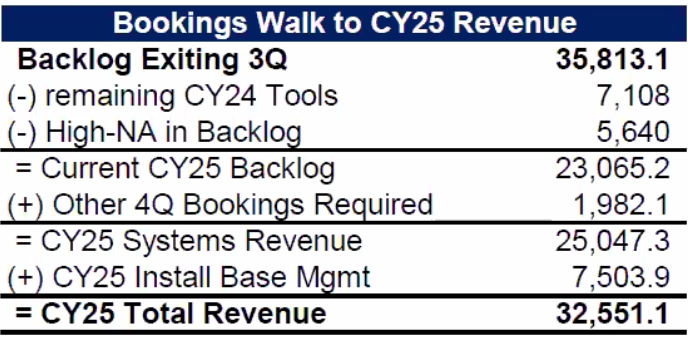 Bookings Walk to CY25 Revenue
Backlog Exiting 3Q 35,813.1
(-) remaining CY24 Tools 7,108
(-) High-NA in Backlog 5,640
= Current CY25 Backlog 23,065.2
(+) Other 4Q Bookings Required 1,982.1
= CY25 Systems Revenue 25,047.3
(+) CY25 Install Base Mgmt 7,503.9
= CY25 Total Revenue 32,551.1